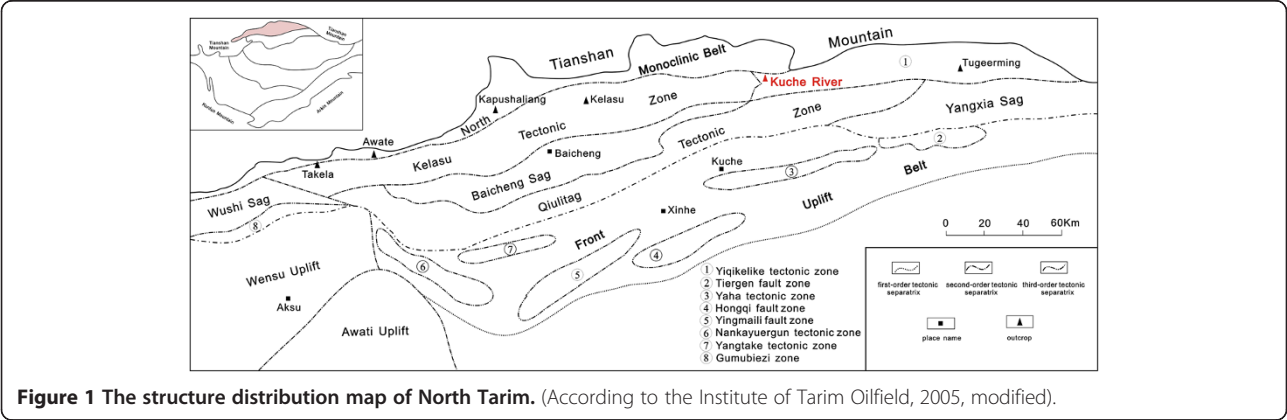 Tianshan Mountain
Tianshan
Mountain
Tianshan
Mountain
Kunlun Mountain
Monoclinic Belt
① Tugeerming
Kuche River
Kapushaliang
Kelasu
Zone
North
Tectonic
Zone
Yangxia Sag
Awate
Tectonic
②
Takela
Kelasu
Baicheng
Kuche
③
Belt
Baicheng Sag
Wushi Sag
Qiulitag
Xinhe
Uplift
⑧
Front
0 20 40 60Km
⑦
④
Wensu Uplift
⑥
⑤
Aksu
Awati Uplift
① Yiqikelike tectonic zone
② Tiergen fault zone
③ Yaha tectonic zone
④ Hongqi fault zone
⑤ Yingmaili fault zone
⑥ Nankayuergun tectonic zone
⑦ Yangtake tectonic zone
⑧ Gumubiezi zone
first-order tectonic
separatrix
second-order tectonic
separatrix
third-order tectonic
separatrix
place name
outcrop
Figure 1 The structure distribution map of North Tarim. (According to the Institute of Tarim Oilfield, 2005, modified).